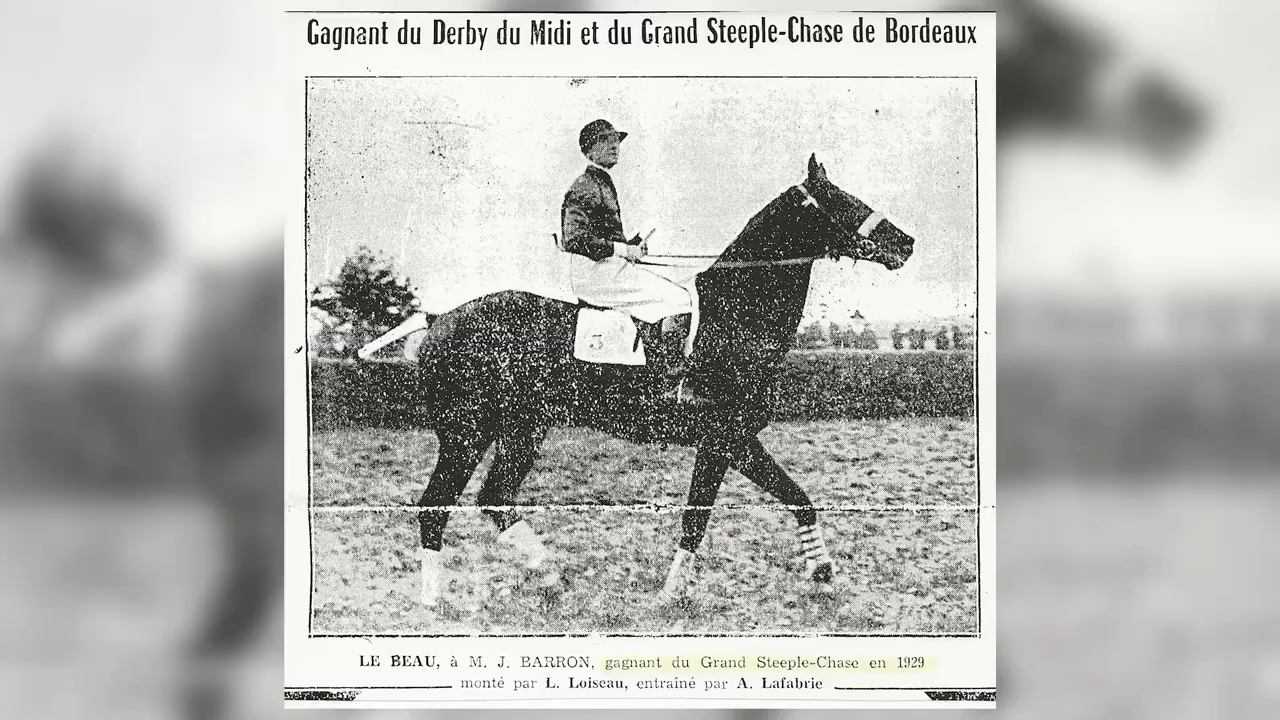 Gagnant du Derby du Midi et du Grand Steeple-Chase de Bordeaux
3
LE BEAU, à M. J. BARRON, gagnant du Grand Steeple-Chase en 1929
monté par L. Loiseau, entraîné par A. Lafabrie